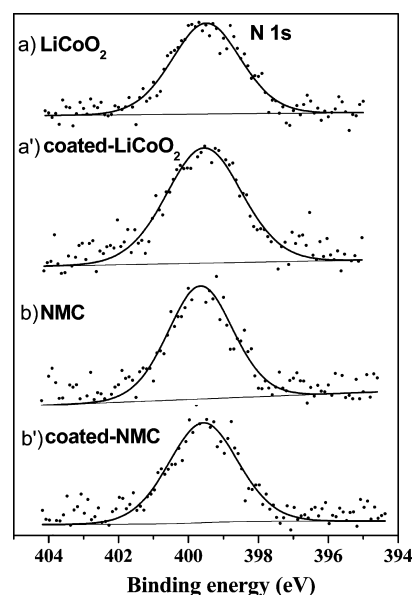 N 1s
a) LiCoO₂
a') coated-LiCoO₂
b) NMC
b') coated-NMC
404 402 400 398 396 394
Binding energy (eV)